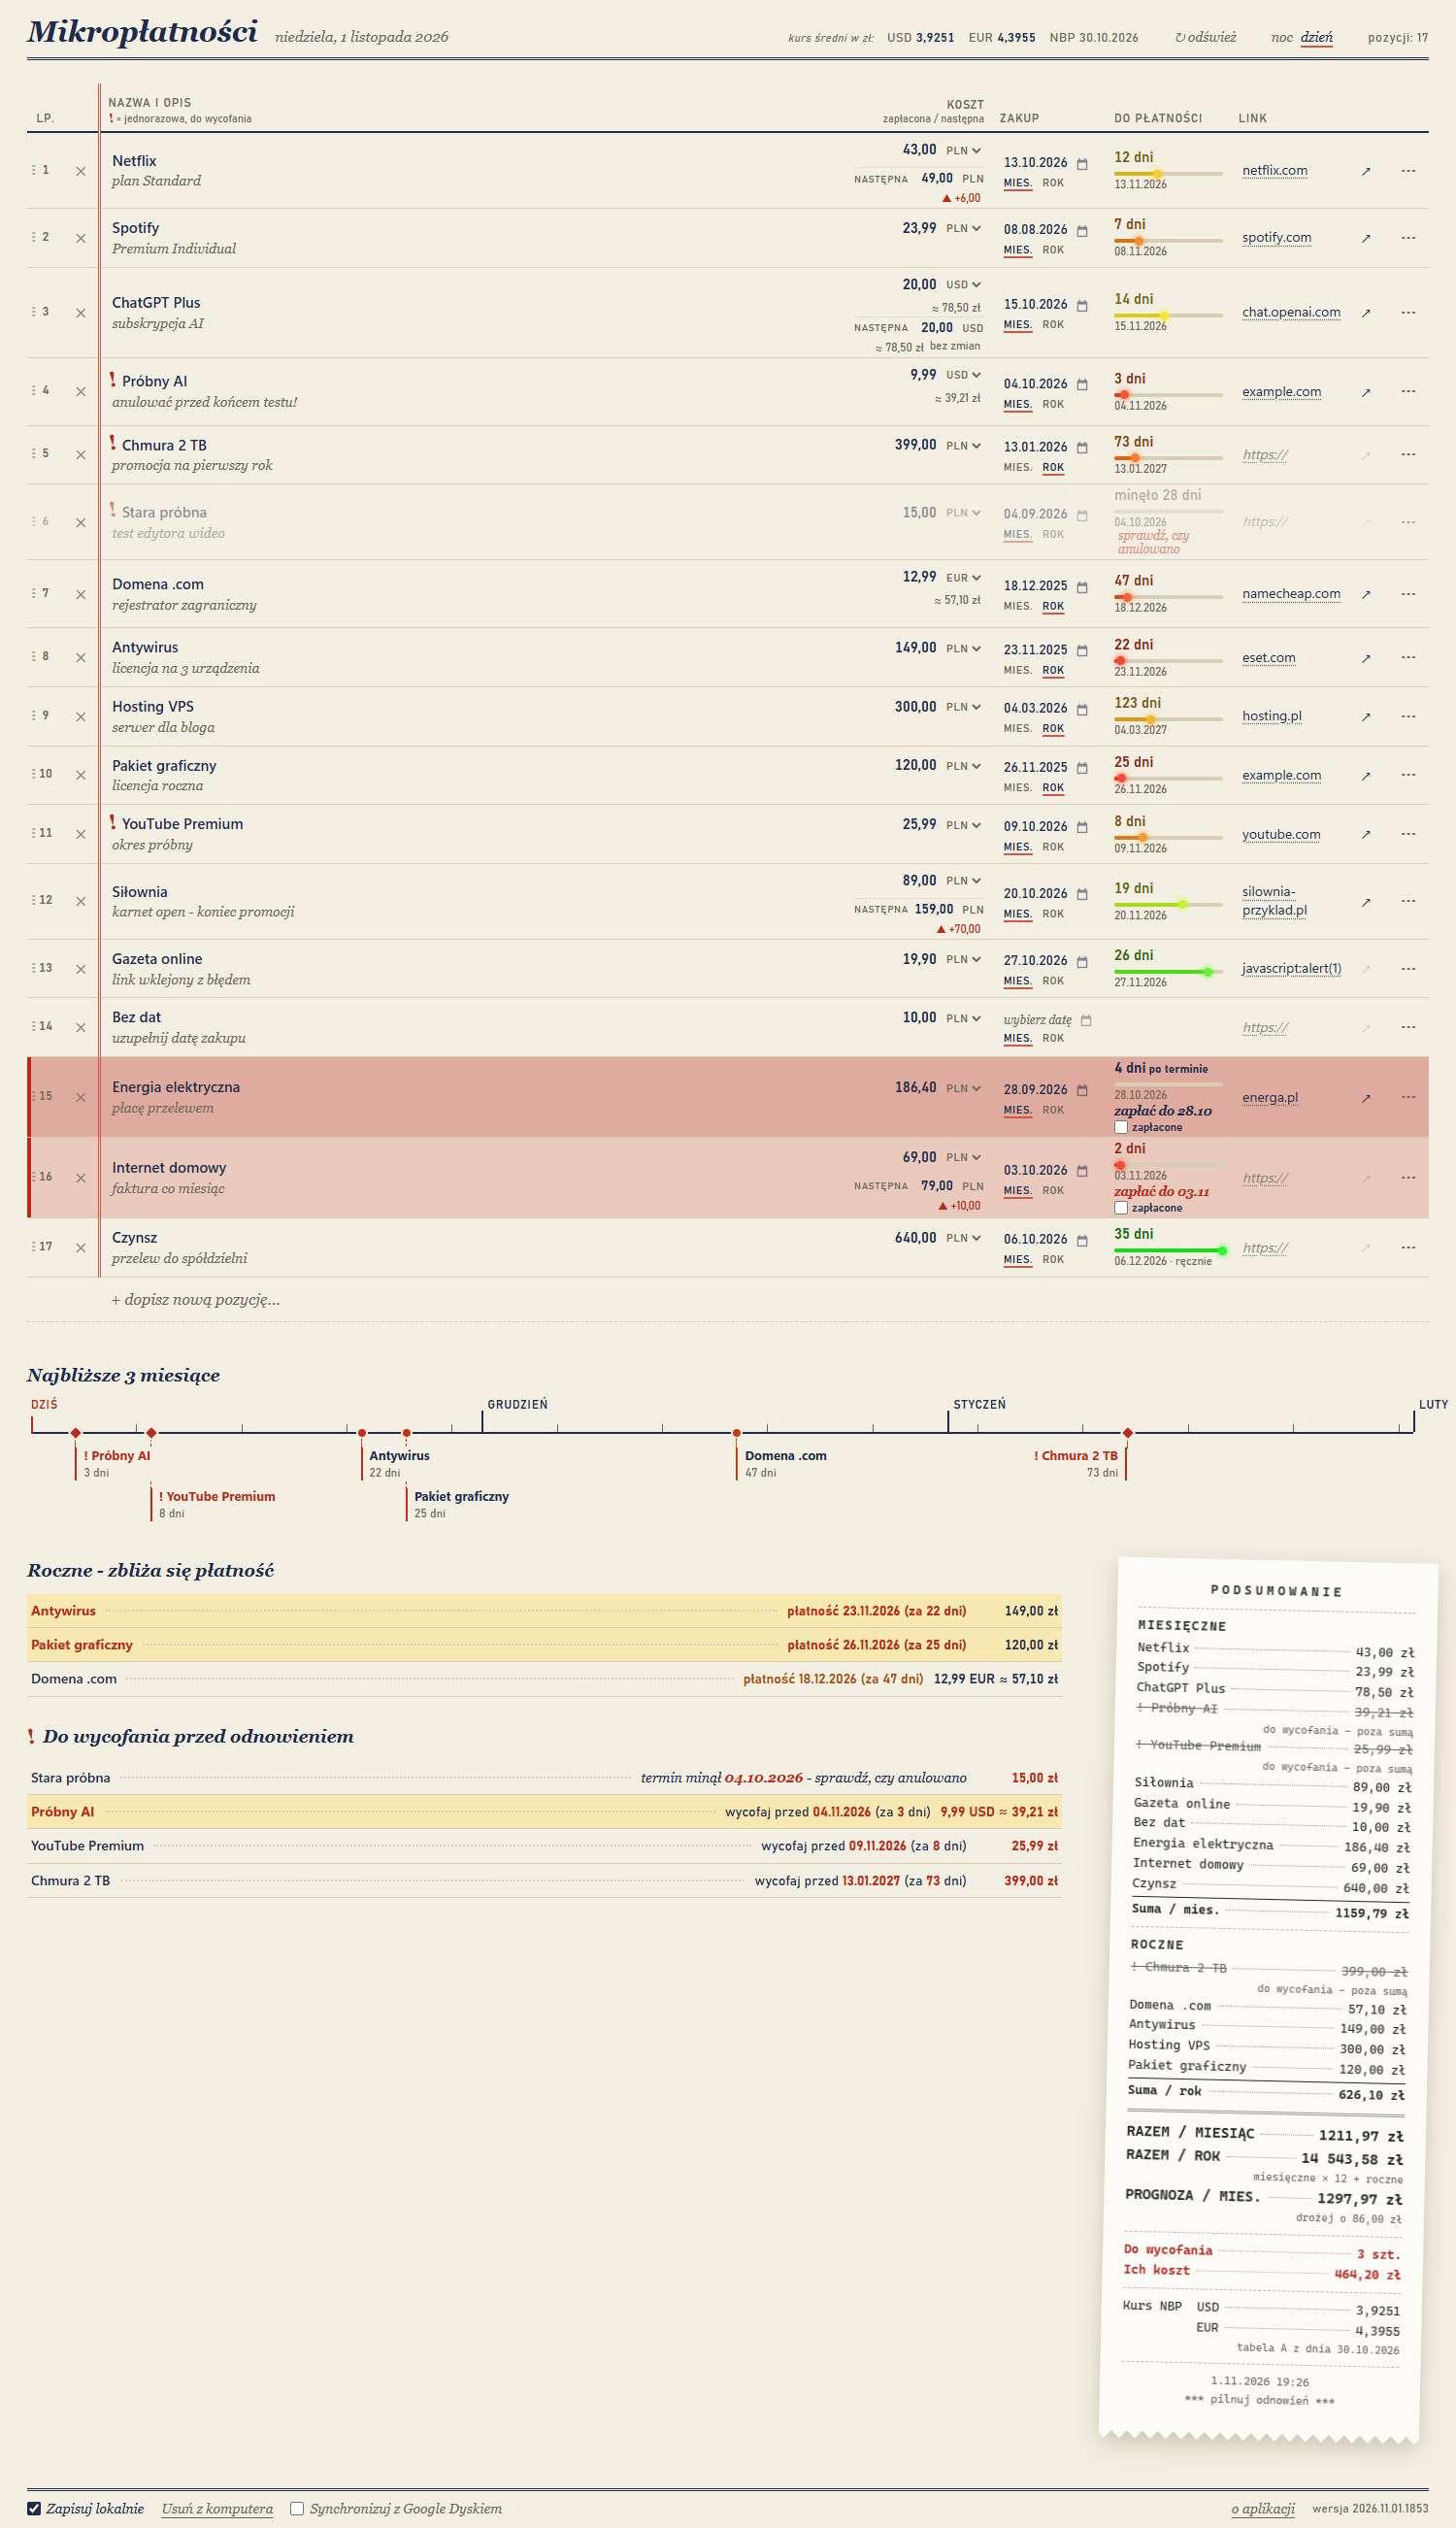 Mikropłatności niedziela, 1 listopada 2026 kurs średni w zł: USD 3,9251 EUR 4,3955 NBP 30.10.2026 ↻ odśwież noc dzień pozycji: 17
LP. NAZWA I OPIS KOSZT ZAKUP DO PŁATNOŚCI LINK
! = jednorazowa, do wycofania zapłacona / następna
1 × Netflix 43,00 PLN 13.10.2026 12 dni netflix.com ↗ ---
plan Standard NASTĘPNA 49,00 PLN MIES. ROK 13.11.2026
▲ +6,00
2 × Spotify 23,99 PLN 08.08.2026 7 dni spotify.com ↗ ---
Premium Individual MIES. ROK 08.11.2026
3 × ChatGPT Plus 20,00 USD 15.10.2026 14 dni chat.openai.com ↗ ---
subskrypcja AI ≈ 78,50 zł MIES. ROK 15.11.2026
NASTĘPNA 20,00 USD
≈ 78,50 zł bez zmian
4 × ! Próbny AI 9,99 USD 04.10.2026 3 dni example.com ↗ ---
anulować przed końcem testu! ≈ 39,21 zł MIES. ROK 04.11.2026
5 × ! Chmura 2 TB 399,00 PLN 13.01.2026 73 dni https:// ↗ ---
promocja na pierwszy rok MIES. ROK 13.01.2027
6 × ! Stara próbna 15,00 PLN 04.09.2026 minęło 28 dni https:// ↗ ---
test edytora wideo MIES. ROK 04.10.2026
sprawdź, czy
anulowano
7 × Domena .com 12,99 EUR 18.12.2025 47 dni namecheap.com ↗ ---
rejestrator zagraniczny ≈ 57,10 zł MIES. ROK 18.12.2026
8 × Antywirus 149,00 PLN 23.11.2025 22 dni eset.com ↗ ---
licencja na 3 urządzenia MIES. ROK 23.11.2026
9 × Hosting VPS 300,00 PLN 04.03.2026 123 dni hosting.pl ↗ ---
serwer dla bloga MIES. ROK 04.03.2027
10 × Pakiet graficzny 120,00 PLN 26.11.2025 25 dni example.com ↗ ---
licencja roczna MIES. ROK 26.11.2026
11 × ! YouTube Premium 25,99 PLN 09.10.2026 8 dni youtube.com ↗ ---
okres próbny MIES. ROK 09.11.2026
12 × Siłownia 89,00 PLN 20.10.2026 19 dni silownia-przyklad.pl ↗ ---
karnet open - koniec promocji NASTĘPNA 159,00 PLN MIES. ROK 20.11.2026
▲ +70,00
13 × Gazeta online 19,90 PLN 27.10.2026 26 dni javascript:alert(1) ↗ ---
link wklejony z błędem MIES. ROK 27.11.2026
14 × Bez dat 10,00 PLN wybierz datę https:// ↗ ---
uzupełnij datę zakupu MIES. ROK
15 × Energia elektryczna 186,40 PLN 28.09.2026 4 dni po terminie energa.pl ↗ ---
płacę przelewem MIES. ROK 28.10.2026
zapłać do 28.10
zapłacone
16 × Internet domowy 69,00 PLN 03.10.2026 2 dni https:// ↗ ---
faktura co miesiąc NASTĘPNA 79,00 PLN MIES. ROK 03.11.2026
▲ +10,00 zapłać do 03.11
zapłacone
17 × Czynsz 640,00 PLN 06.10.2026 35 dni https:// ↗ ---
przelew do spółdzielni MIES. ROK 06.12.2026 · ręcznie
+ dopisz nową pozycję...
Najbliższe 3 miesiące
DZIŚ GRUDZIEŃ STYCZEŃ LUTY
! Próbny AI Antywirus Domena .com ! Chmura 2 TB
3 dni 22 dni 47 dni 73 dni
! YouTube Premium Pakiet graficzny
8 dni 25 dni
Roczne - zbliża się płatność
Antywirus płatność 23.11.2026 (za 22 dni) 149,00 zł
Pakiet graficzny płatność 26.11.2026 (za 25 dni) 120,00 zł
Domena .com płatność 18.12.2026 (za 47 dni) 12,99 EUR ≈ 57,10 zł
! Do wycofania przed odnowieniem
Stara próbna termin minął 04.10.2026 - sprawdź, czy anulowano 15,00 zł
Próbny AI wycofaj przed 04.11.2026 (za 3 dni) 9,99 USD ≈ 39,21 zł
YouTube Premium wycofaj przed 09.11.2026 (za 8 dni) 25,99 zł
Chmura 2 TB wycofaj przed 13.01.2027 (za 73 dni) 399,00 zł
PODSUMOWANIE
MIESIĘCZNE
Netflix 43,00 zł
Spotify 23,99 zł
ChatGPT Plus 78,50 zł
! Próbny AI 39,21 zł
do wycofania − poza sumą
! YouTube Premium 25,99 zł
do wycofania − poza sumą
Siłownia 89,00 zł
Gazeta online 19,90 zł
Bez dat 10,00 zł
Energia elektryczna 186,40 zł
Internet domowy 69,00 zł
Czynsz 640,00 zł
Suma / mies. 1159,79 zł
ROCZNE
! Chmura 2 TB 399,00 zł
do wycofania − poza sumą
Domena .com 57,10 zł
Antywirus 149,00 zł
Hosting VPS 300,00 zł
Pakiet graficzny 120,00 zł
Suma / rok 626,10 zł
RAZEM / MIESIĄC 1211,97 zł
RAZEM / ROK 14 543,58 zł
miesięczne × 12 + roczne
PROGNOZA / MIES. 1297,97 zł
drożej o 86,00 zł
Do wycofania 3 szt.
Ich koszt 464,20 zł
Kurs NBP USD 3,9251
EUR 4,3955
tabela A z dnia 30.10.2026
1.11.2026 19:26
*** pilnuj odnowień ***
Zapisuj lokalnie Usuń z komputera Synchronizuj z Google Dyskiem o aplikacji wersja 2026.11.01.1853